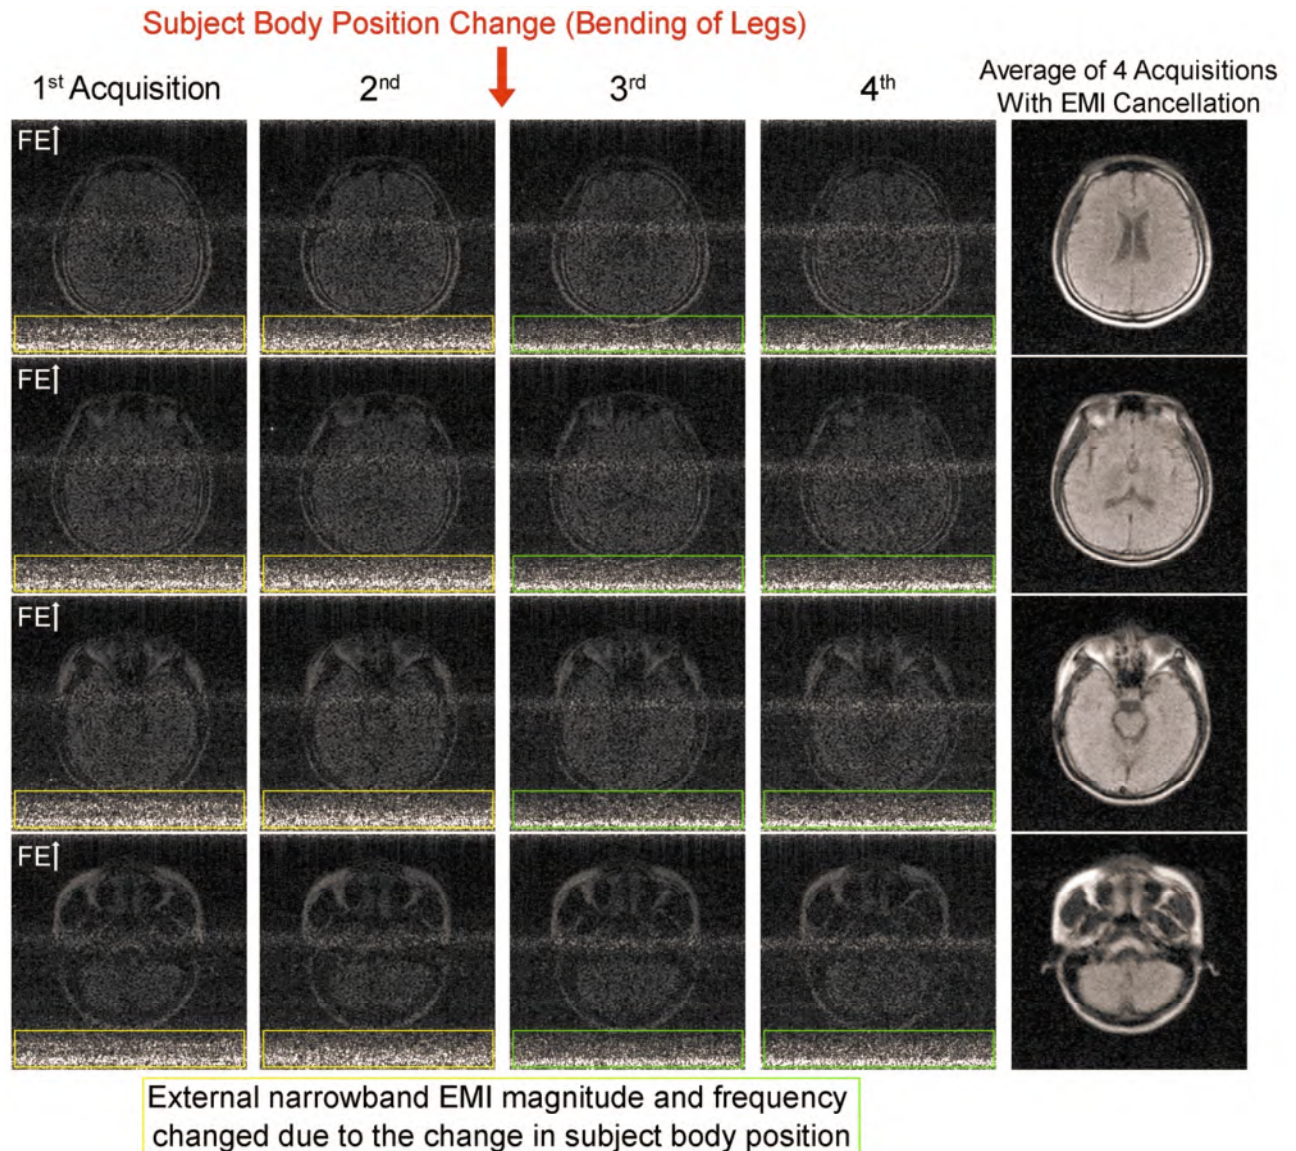 Subject Body Position Change (Bending of Legs)
1st Acquisition
2nd
3rd
4th
Average of 4 Acquisitions
With EMI Cancellation
FE↑
FE↑
FE↑
FE↑
External narrowband EMI magnitude and frequency
changed due to the change in subject body position